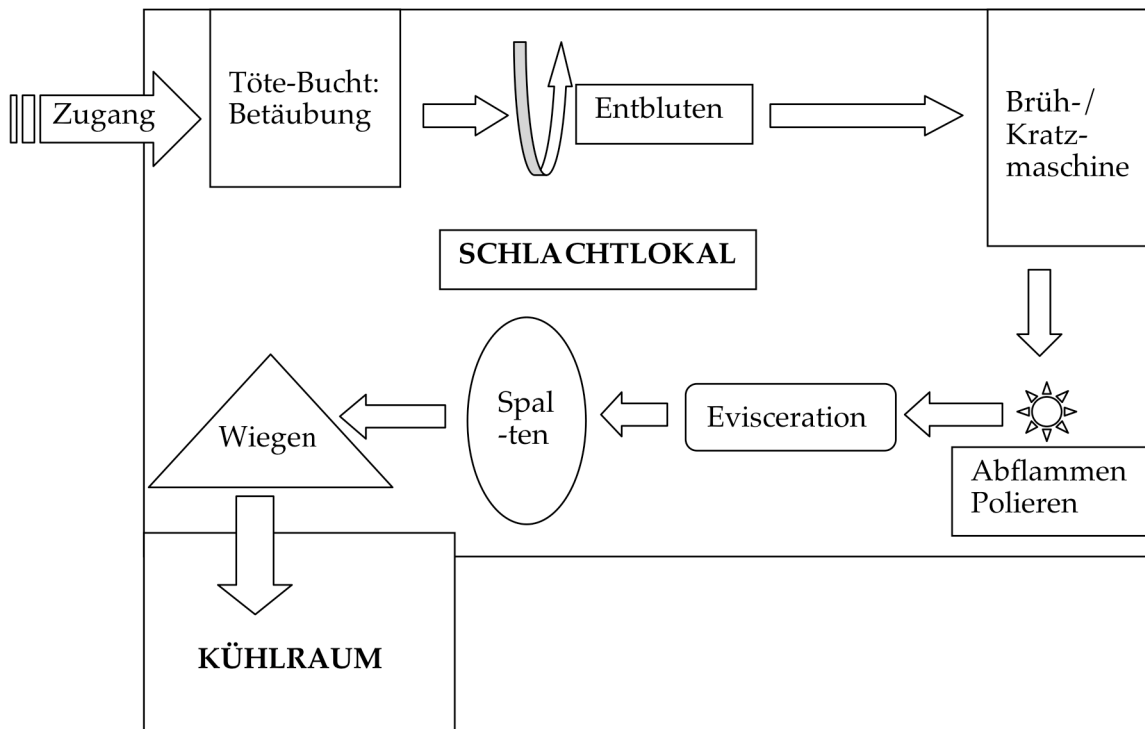 Zugang
Töte-Bucht:
Betäubung
Entbluten
Brüh-/
Kratz-
maschine
SCHLACHTLOKAL
Wiegen
Spal
-ten
Evisceration
Abflammen
Polieren
KÜHLRAUM